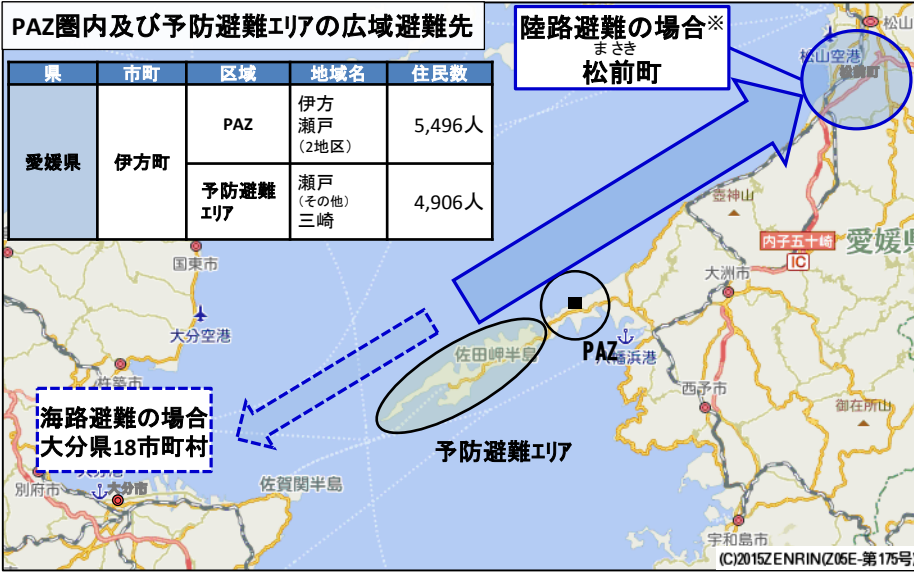 PAZ圏内及び予防避難エリアの広域避難先
陸路避難の場合※
まさき
松前町
県
市町
区域
地域名
住民数
愛媛県
伊方町
PAZ
伊方
瀬戸
(2地区)
5,496人
予防避難
エリア
瀬戸
(その他)
三崎
4,906人
松山
松山空港
松前町
壺神山
内子五十崎
IC
愛媛県
大洲市
国東市
大分空港
杵築市
佐田岬半島
PAZ
八幡浜港
西予市
御在所山
海路避難の場合
大分県18市町村
予防避難エリア
別府市
大分市
佐賀関半島
宇和島市
(C)2015ZENRIN(Z05E-第175号)